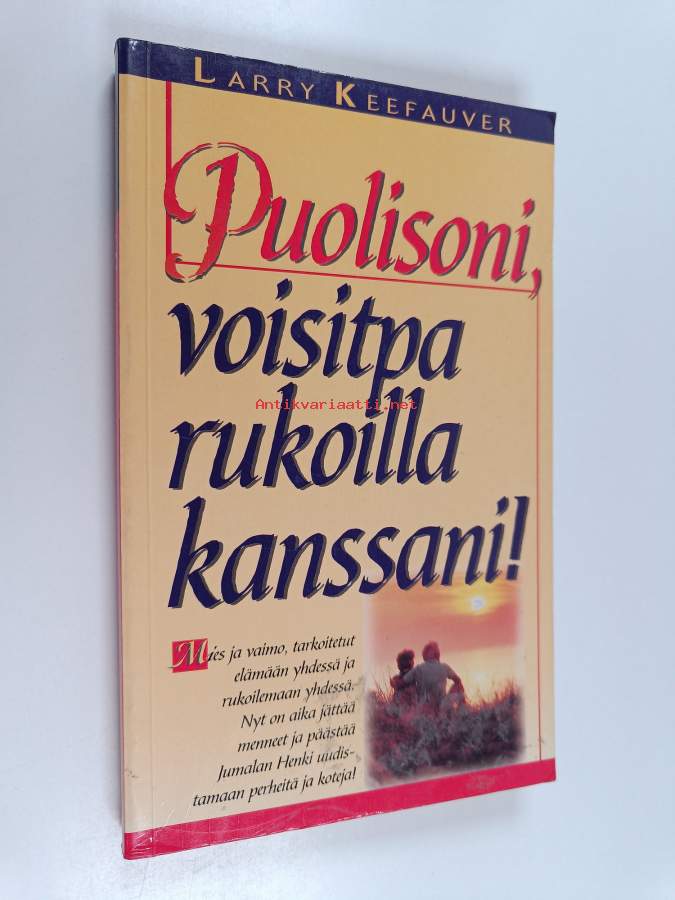 LARRY KEEFAUVER
Puolisoni,
voisitpa
Antikvariaatti.net
rukoilla
kanssani!
Mies ja vaimo, tarkoitetut
elämään yhdessä ja
rukoilemaan yhdessä.
Nyt on aika jättää
menneet ja päästää
Jumalan Henki uudis-
tamaan perheitä ja koteja!